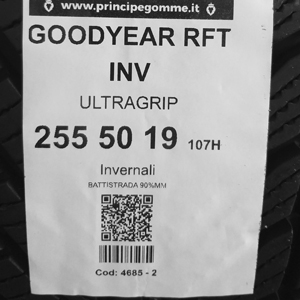 www.principegomme.it
GOODYEAR RFT
INV
ULTRAGRIP
255 50 19 107H
Invernali
BATTISTRADA 90%MM
Cod: 4685 - 2